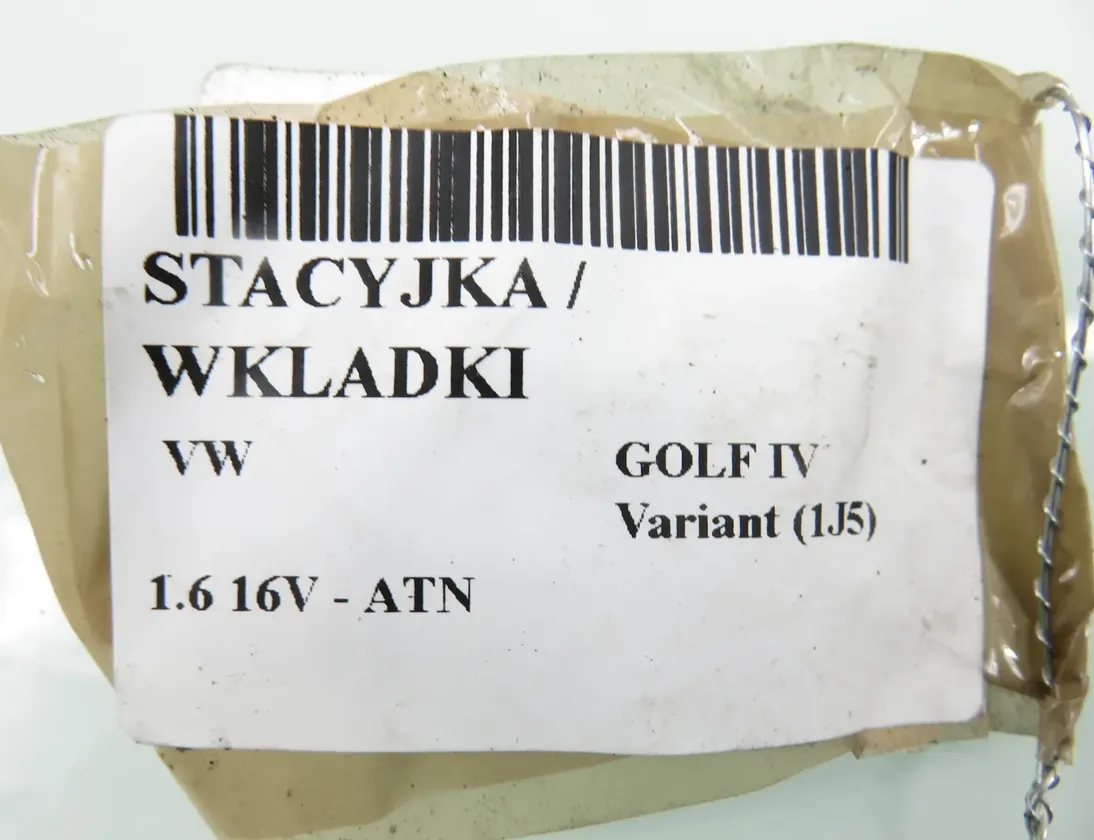 STACYJKA /
WKLADKI
VW
GOLF IV
Variant (1J5)
1.6 16V - ATN